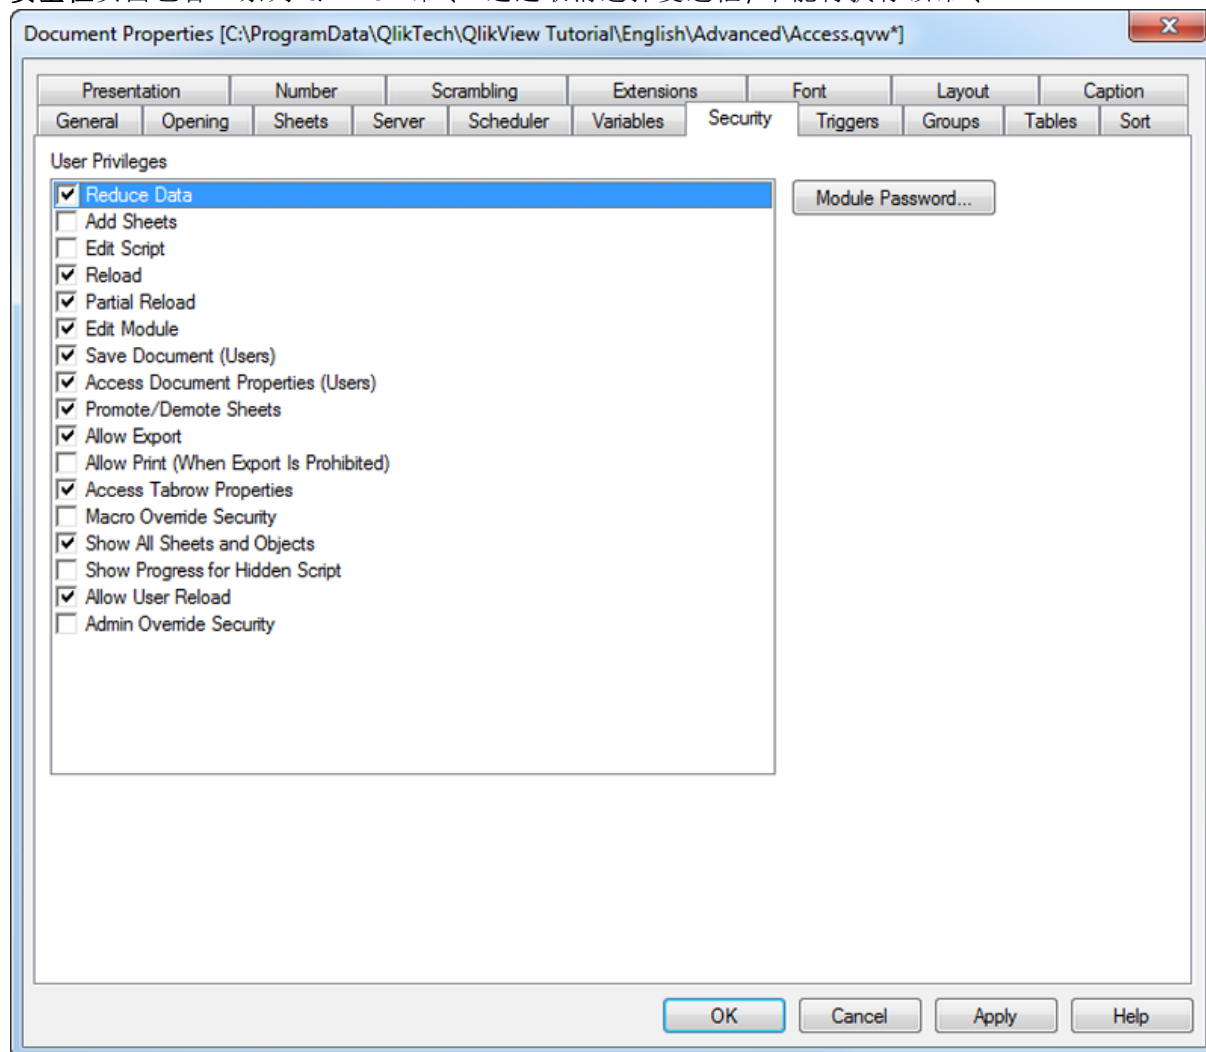 Document Properties [C:\ProgramData\QlikTech\QlikView Tutorial\English\Advanced\Access.qvw*]
Presentation Number Scrambling Extensions Font Layout Caption
General Opening Sheets Server Scheduler Variables Security Triggers Groups Tables Sort
User Privileges
Reduce Data
Module Password...
Add Sheets
Edit Script
Reload
Partial Reload
Edit Module
Save Document (Users)
Access Document Properties (Users)
Promote/Demote Sheets
Allow Export
Allow Print (When Export Is Prohibited)
Access Tabrow Properties
Macro Override Security
Show All Sheets and Objects
Show Progress for Hidden Script
Allow User Reload
Admin Override Security
OK Cancel Apply Help